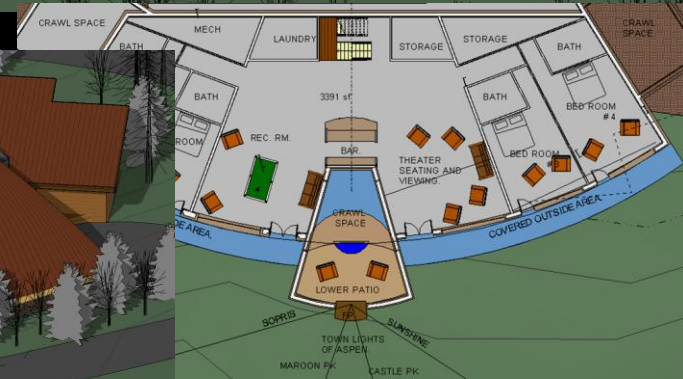 CRAWL SPACE
MECH
LAUNDRY
STORAGE
STORAGE
CRAWL
SPACE
BATH
BATH
BATH
3391 sf
BATH
BED ROOM
# 4
ROOM
REC. RM.
BAR.
THEATER
SEATING AND
VIEWING.
BED ROOM
CRAWL
SPACE
COVERED OUTSIDE AREA.
DE AREA.
LOWER PATIO
FP.
SOPRIS
SUNSHINE
TOWN LIGHTS
OF ASPEN
MAROON PK
CASTLE PK